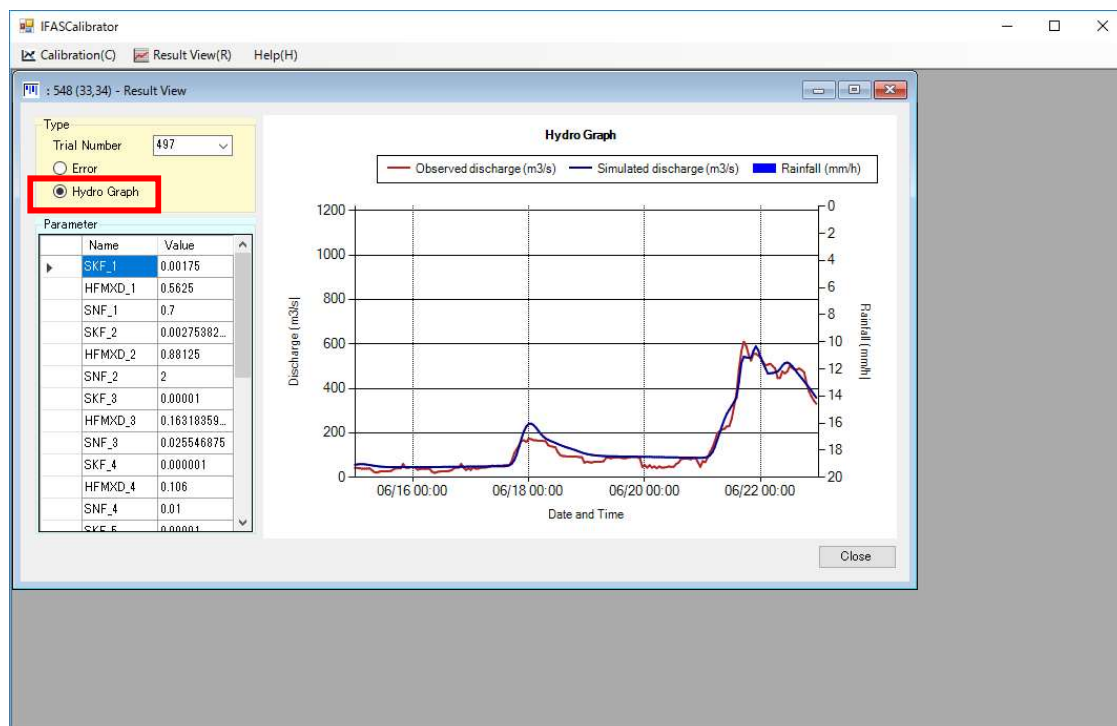 IFASCalibrator
Calibration(C) Result View(R) Help(H)
: 548 (33,34) - Result View
Type
Trial Number 497
Error
Hydro Graph
Parameter
Name Value
SKF_1 0.00175
HFMXD_1 0.5625
SNF_1 0.7
SKF_2 0.00275382...
HFMXD_2 0.88125
SNF_2 2
SKF_3 0.00001
HFMXD_3 0.16318359...
SNF_3 0.025546875
SKF_4 0.000001
HFMXD_4 0.106
SNF_4 0.01
SKF_5 0.00001
Hydro Graph
Observed discharge (m3/s) Simulated discharge (m3/s) Rainfall (mm/h)
1200
1000
800
600
400
200
0
Discharge (m3/s)
0
2
4
6
8
10
12
14
16
18
20
Rainfall (mm/h)
06/16 00:00 06/18 00:00 06/20 00:00 06/22 00:00
Date and Time
Close